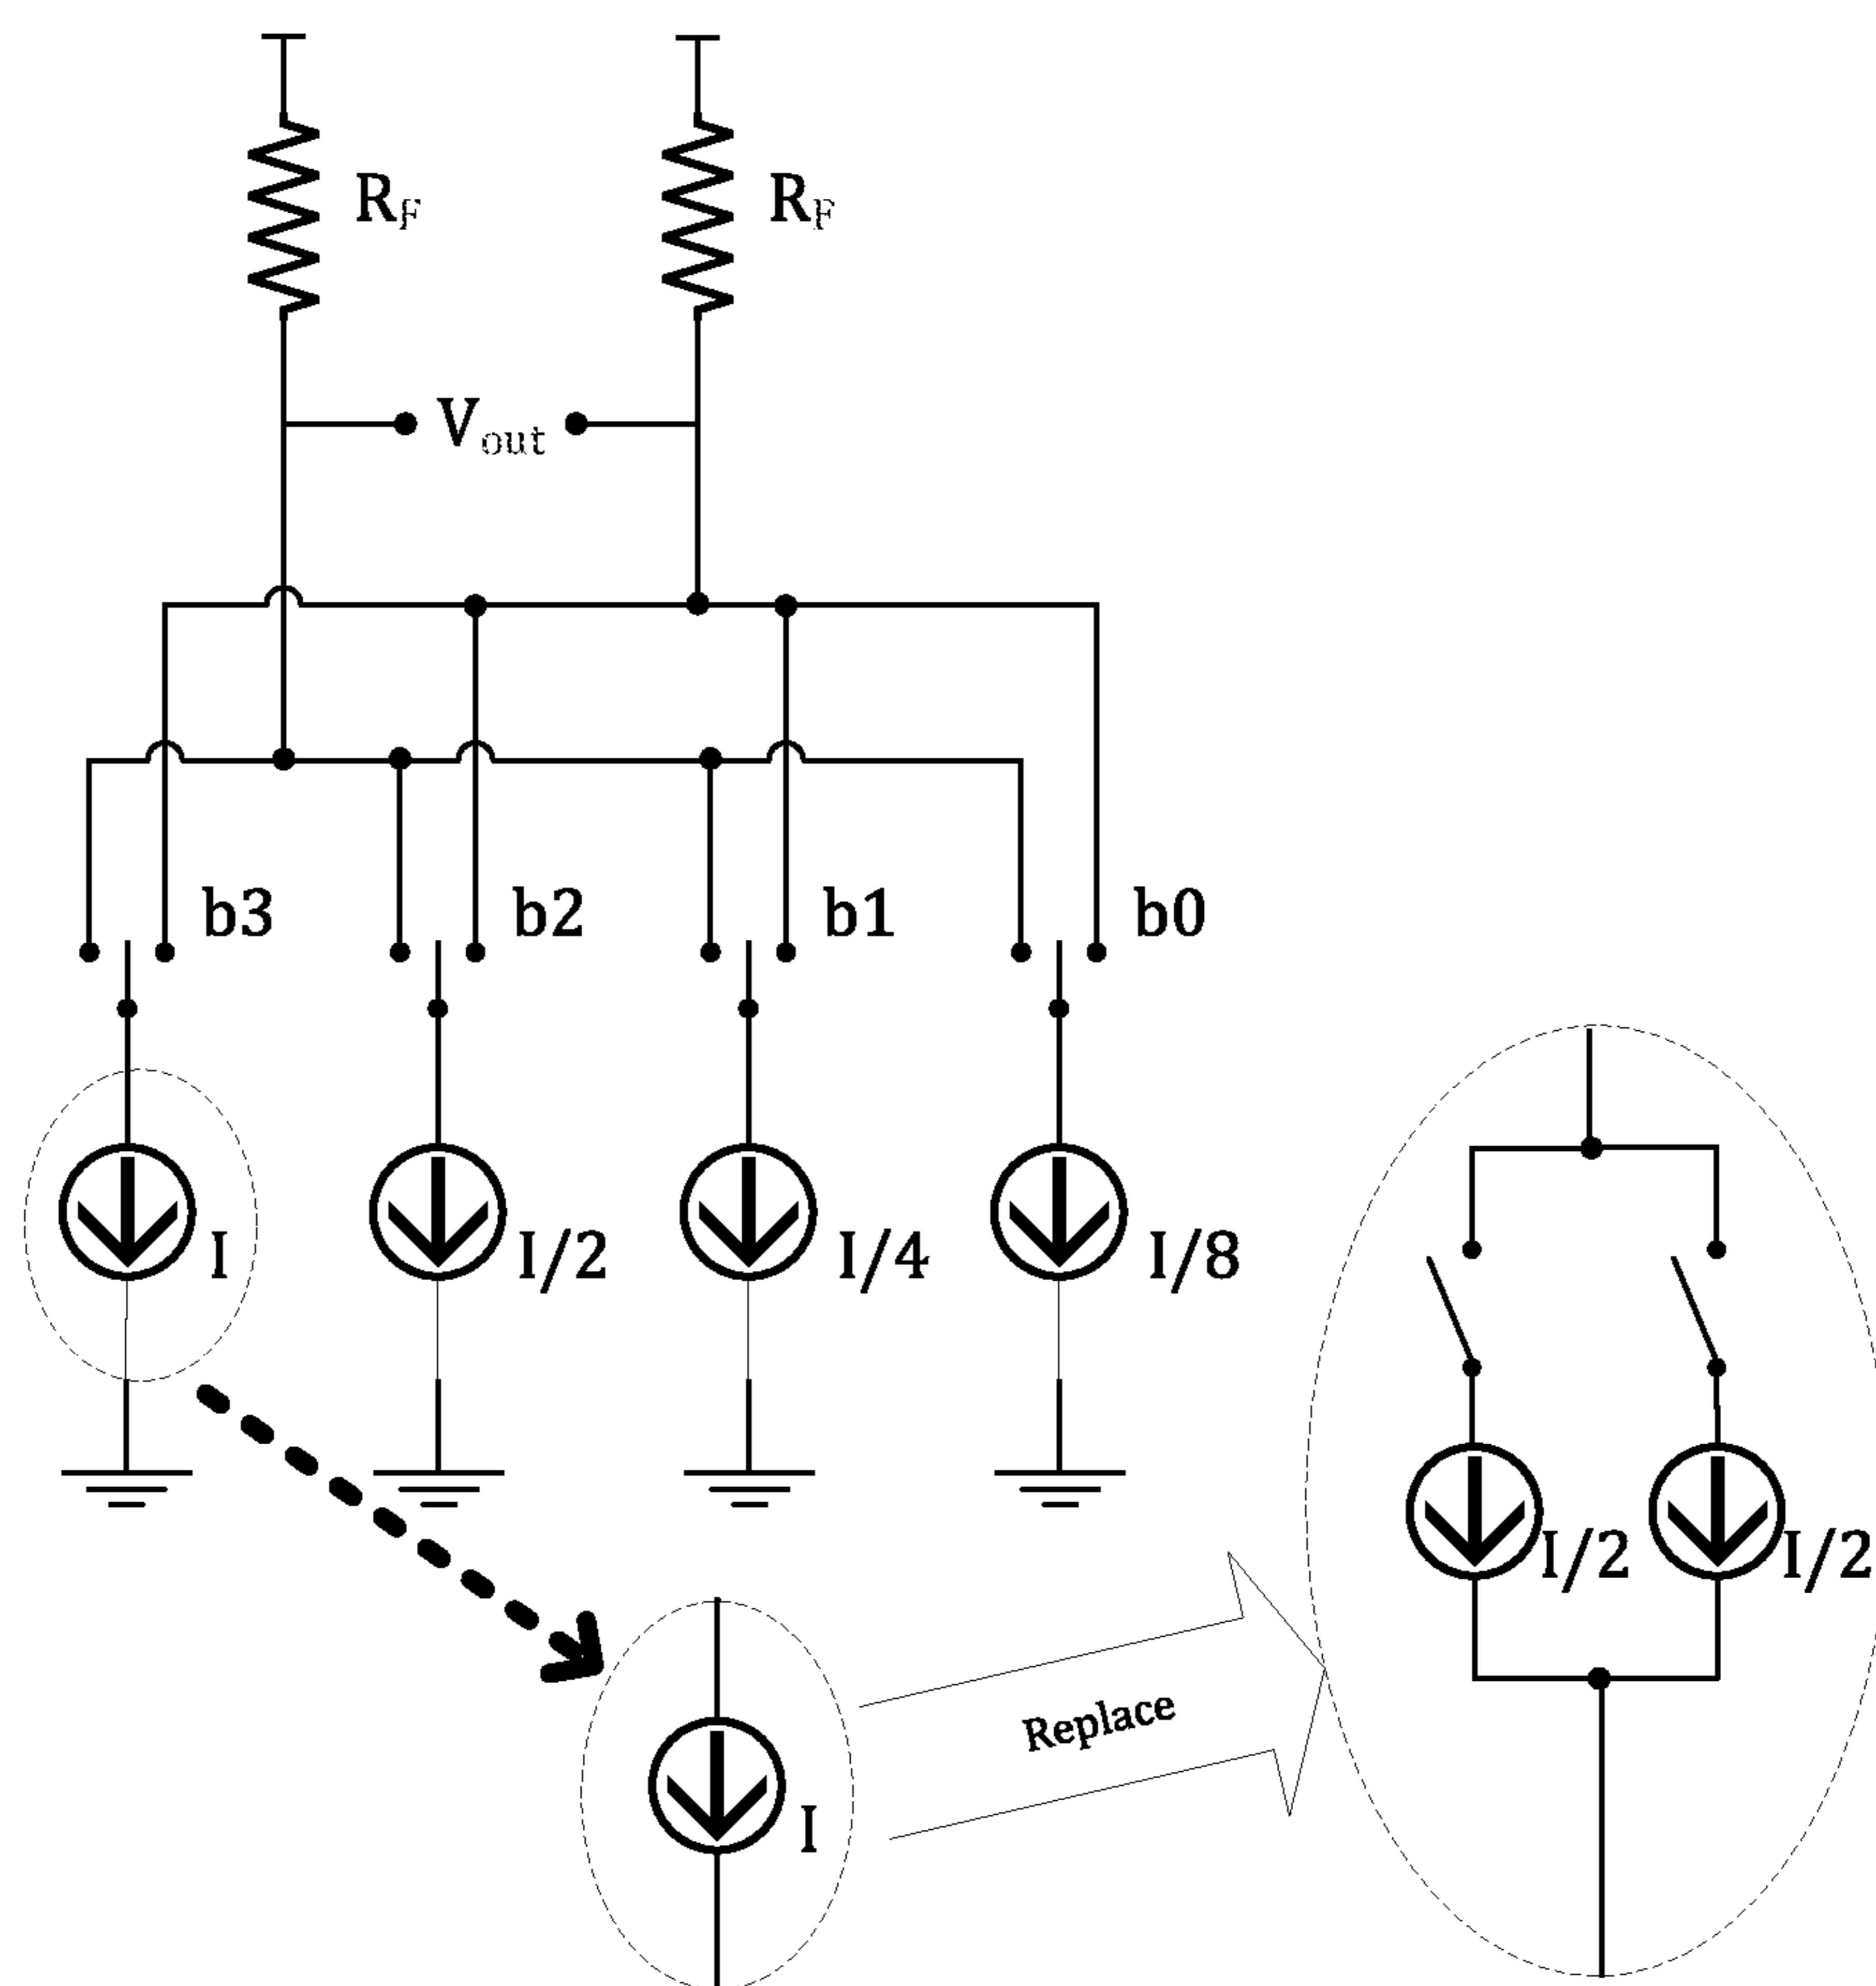 R_F R_F
V_out
b3 b2 b1 b0
I I/2 I/4 I/8
I/2 I/2
Replace
I